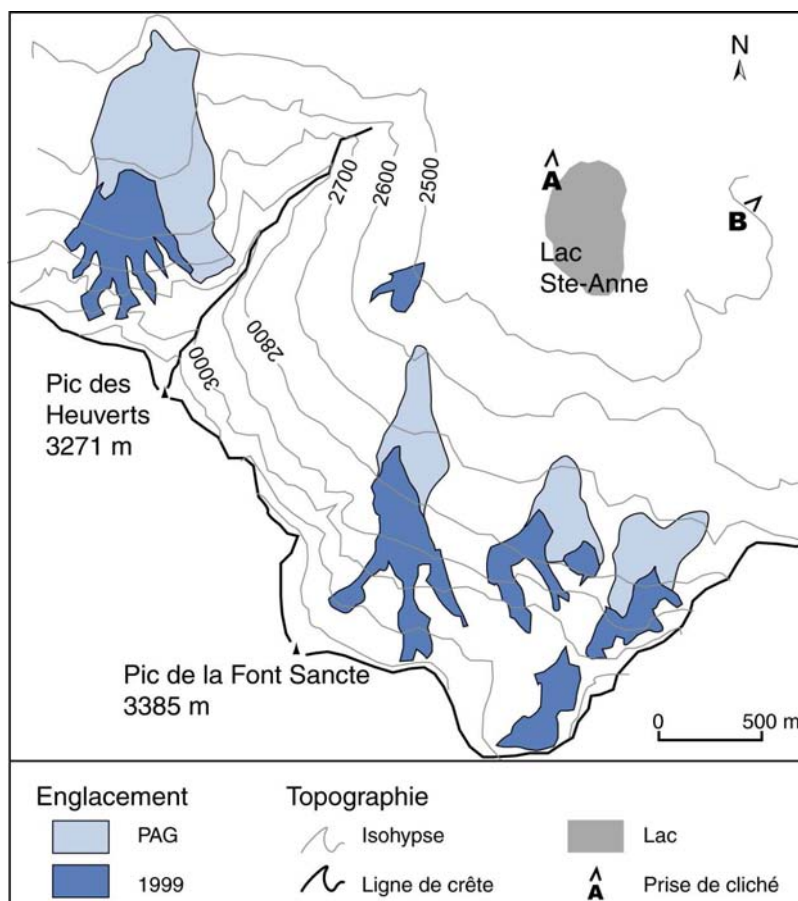 N
A
B
Lac
Ste-Anne
2700
2600
2500
2800
3000
Pic des
Heuverts
3271 m
Pic de la Font Sancte
3385 m
0 500 m
Englacement
PAG
1999
Topographie
Isohypse
Ligne de crête
Lac
A Prise de cliché